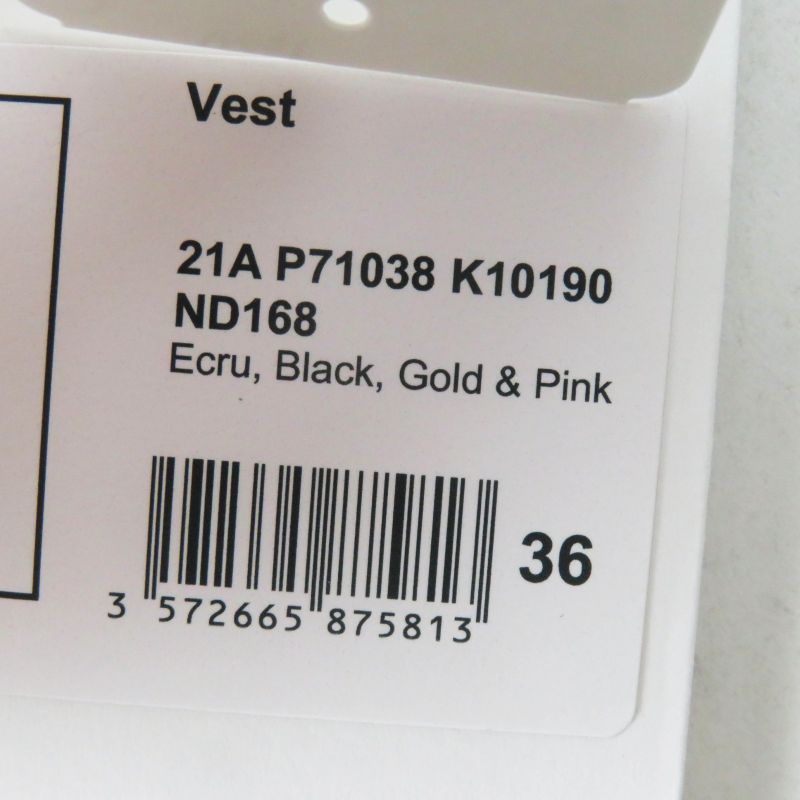 Vest
21A P71038 K10190
ND168
Ecru, Black, Gold & Pink
36
3 572665 875813